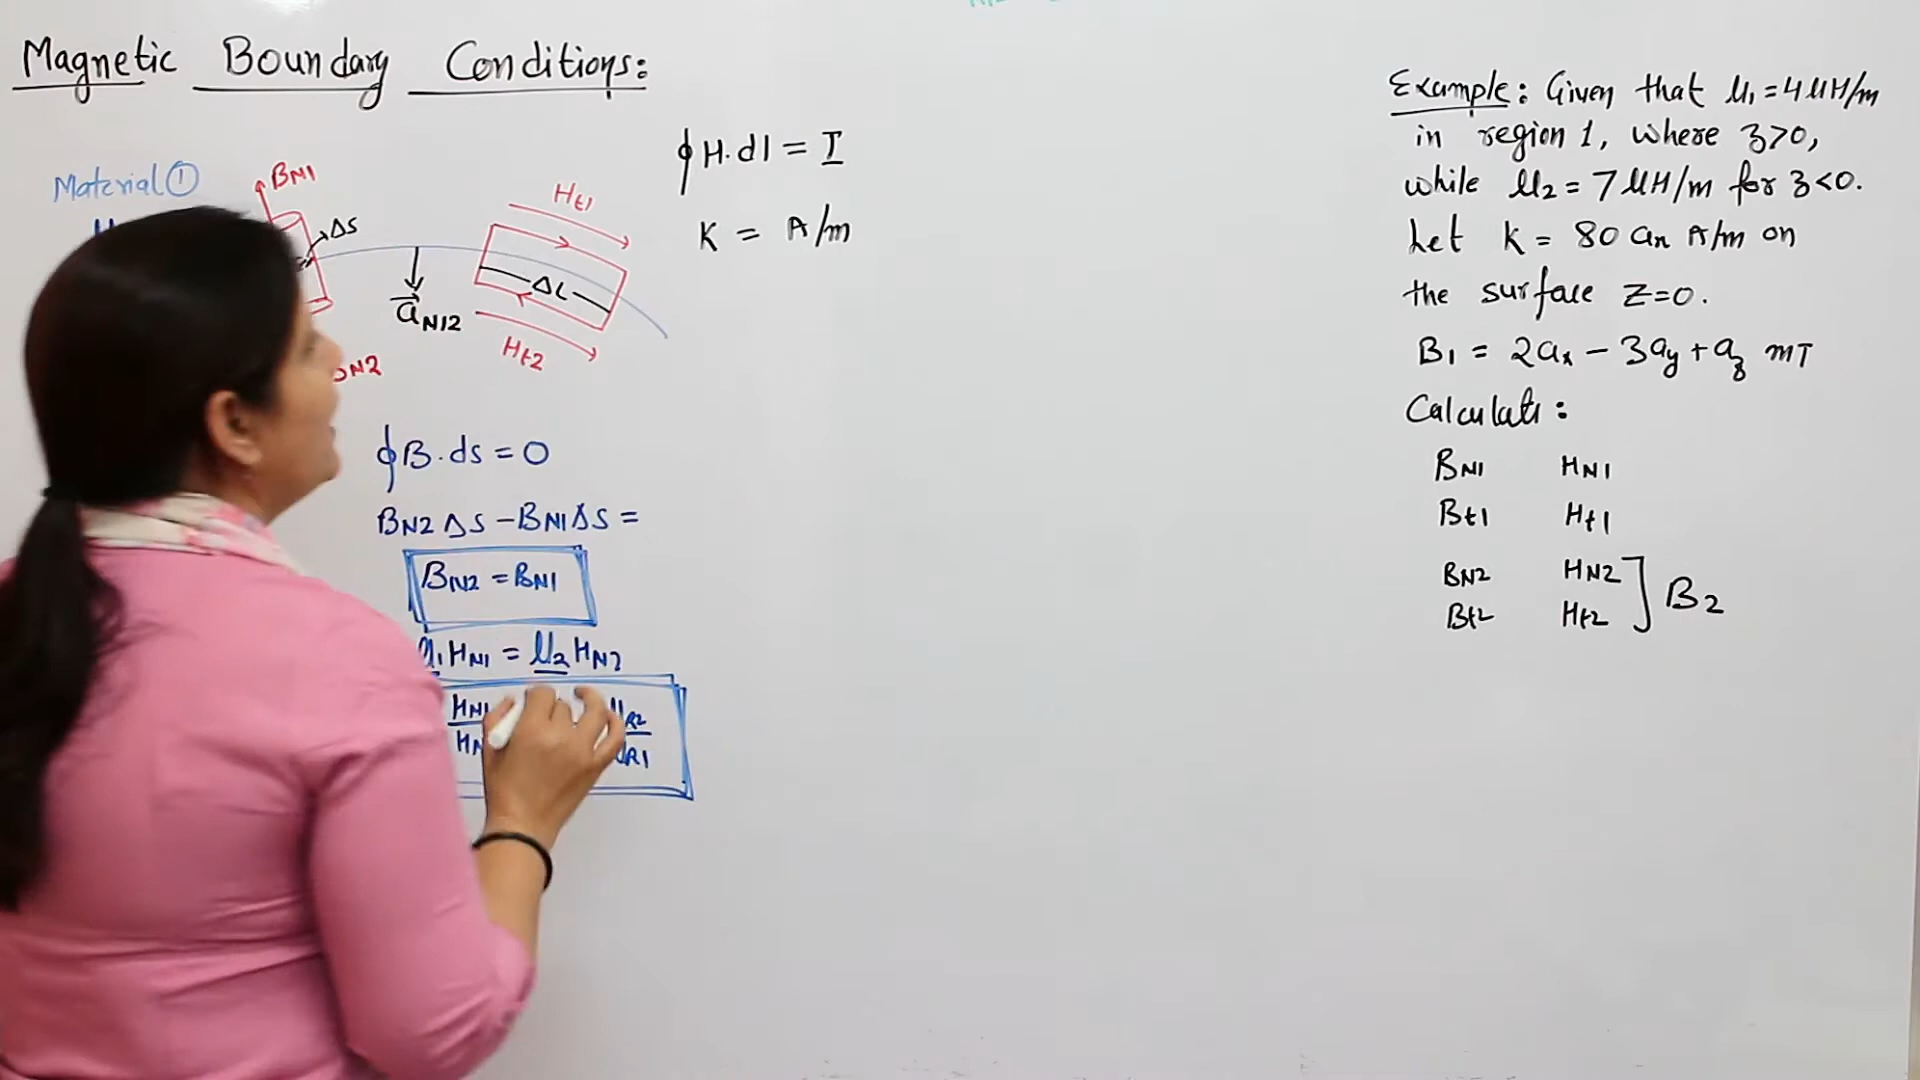 Magnetic Boundary Conditions:
Material ①
BN1
ΔS
aN12
N2
Ht1
ΔL
Ht2
∮B.ds = 0
BN2 ΔS - BN1 ΔS =
BN2 = BN1
μ1 HN1 = μ2 HN2
HN1
μR2
μR1
∮H.dl = I
K = A/m
Example: Given that μ1 = 4 μH/m
in region 1, where z>0,
while μ2 = 7 μH/m for z<0.
Let K = 80 ax A/m on
the surface z=0.
B1 = 2ax - 3ay + az mT
Calculate:
BN1 HN1
Bt1 Ht1
BN2 HN2
Bt2 Ht2 ] B2